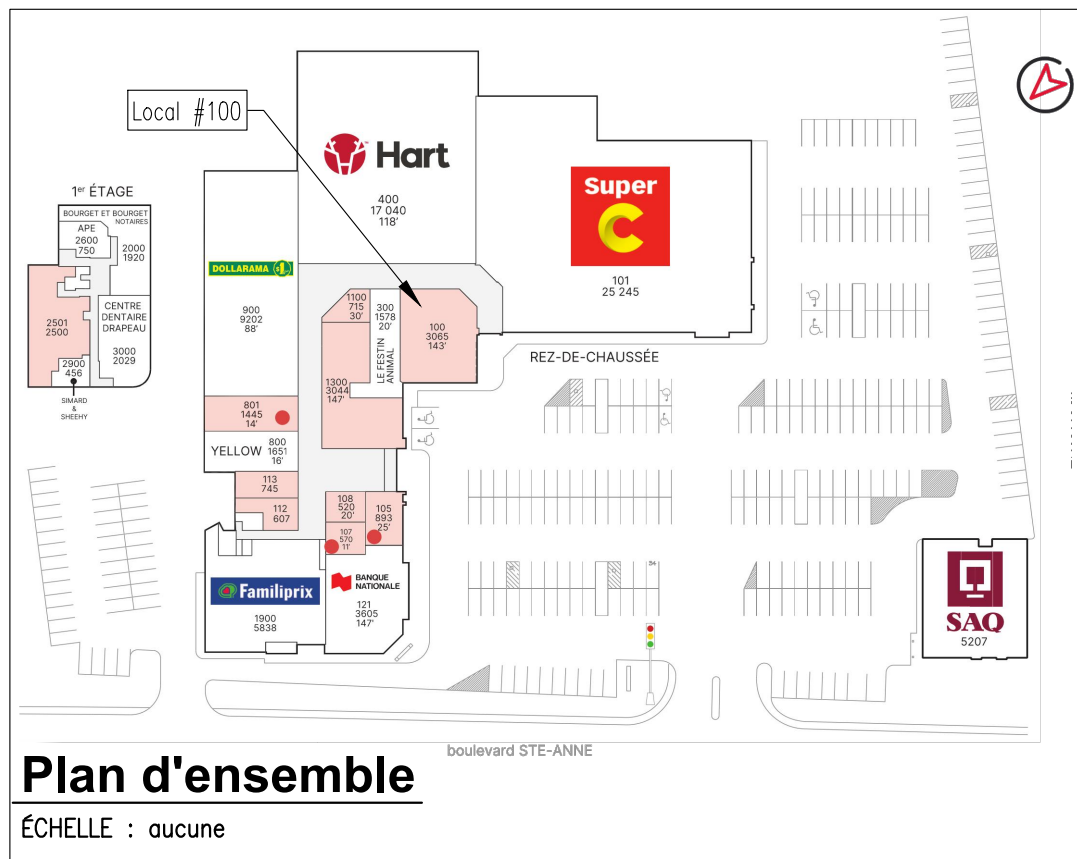 Local #100
Hart
400
17 040
118'
Super
C
101
25 245
1er ÉTAGE
BOURGET ET BOURGET
NOTAIRES
APE
2600
750
2000
1920
2501
2500
CENTRE
DENTAIRE
DRAPEAU
3000
2029
2900
456
SIMARD
&
SHEEHY
DOLLARAMA $1
900
9202
88'
1100
715
30'
300
1578
20'
LE FESTIN
ANIMAL
100
3065
143'
REZ-DE-CHAUSSÉE
1300
3044
147'
801
1445
14'
YELLOW
800
1651
16'
113
745
112
607
108
520
20'
105
893
25'
107
570
11'
Familiprix
1900
5838
BANQUE
NATIONALE
121
3605
147'
54
SAQ
5207
boulevard STE-ANNE
Plan d'ensemble
ÉCHELLE : aucune